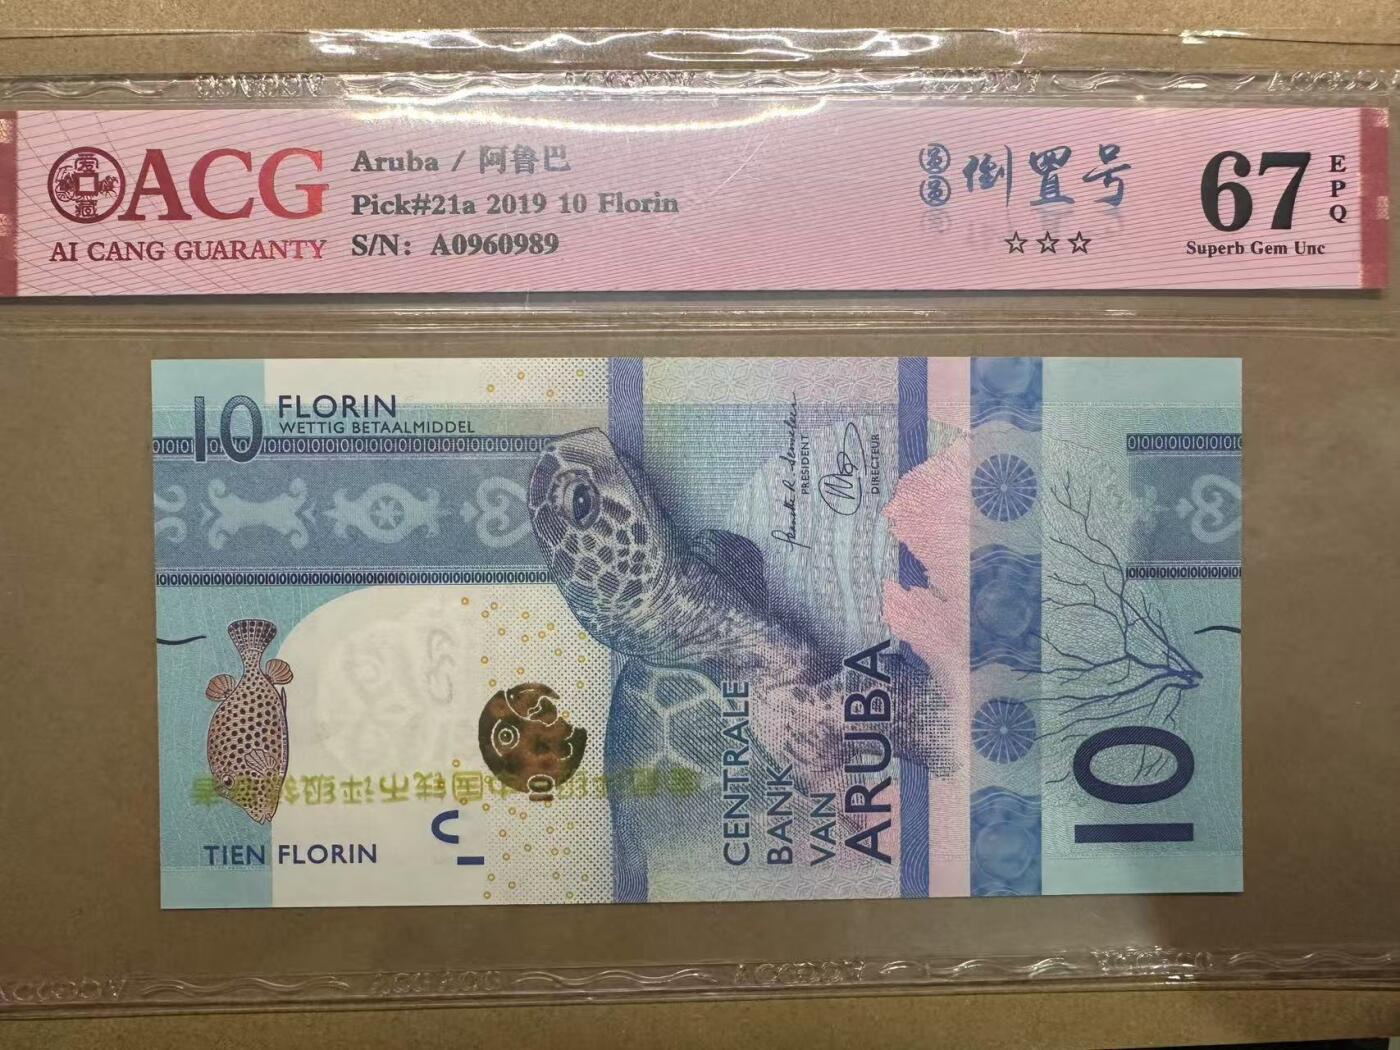 ACG
AI CANG GUARANTY
Aruba / 阿鲁巴
Pick#21a 2019 10 Florin
S/N: A0960989
倒置号
☆☆☆
67
EPQ
Superb Gem Unc
10 FLORIN
WETTIG BETAALMIDDEL
PRESIDENT
DIRECTEUR
CENTRALE
BANK
VAN
ARUBA
10
TIEN FLORIN